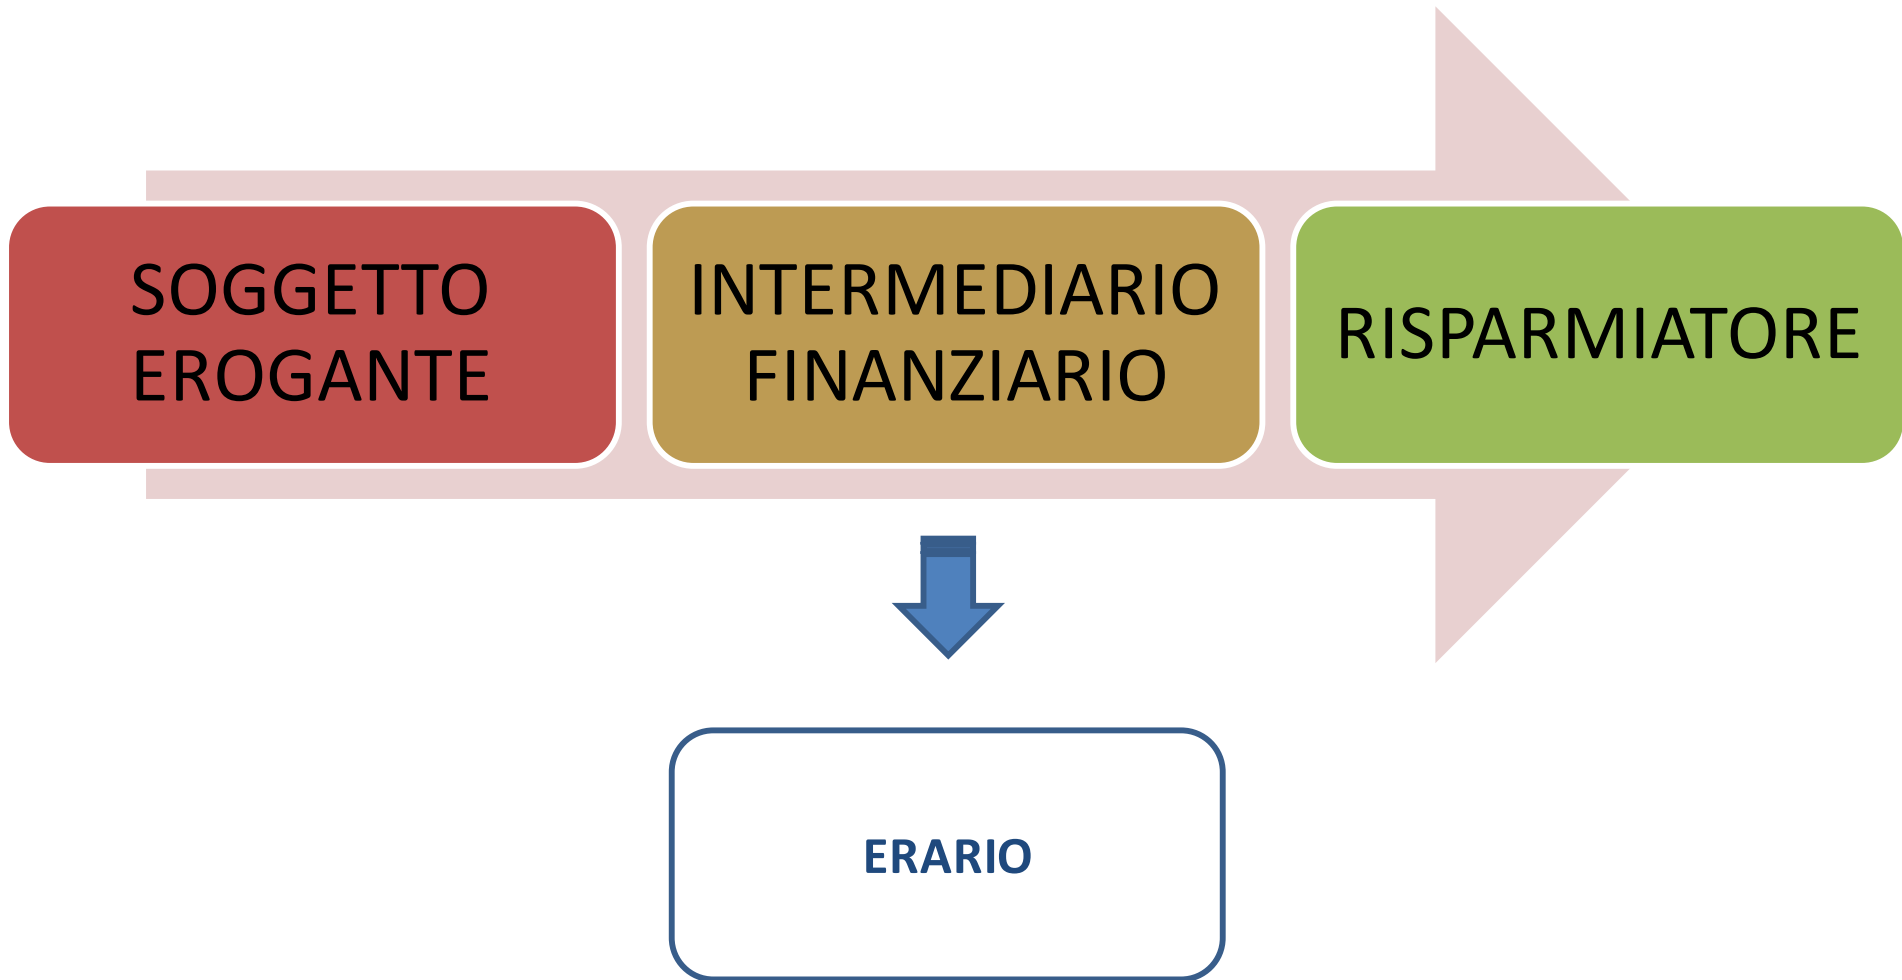 SOGGETTO
EROGANTE
INTERMEDIARIO
FINANZIARIO
RISPARMIATORE
ERARIO